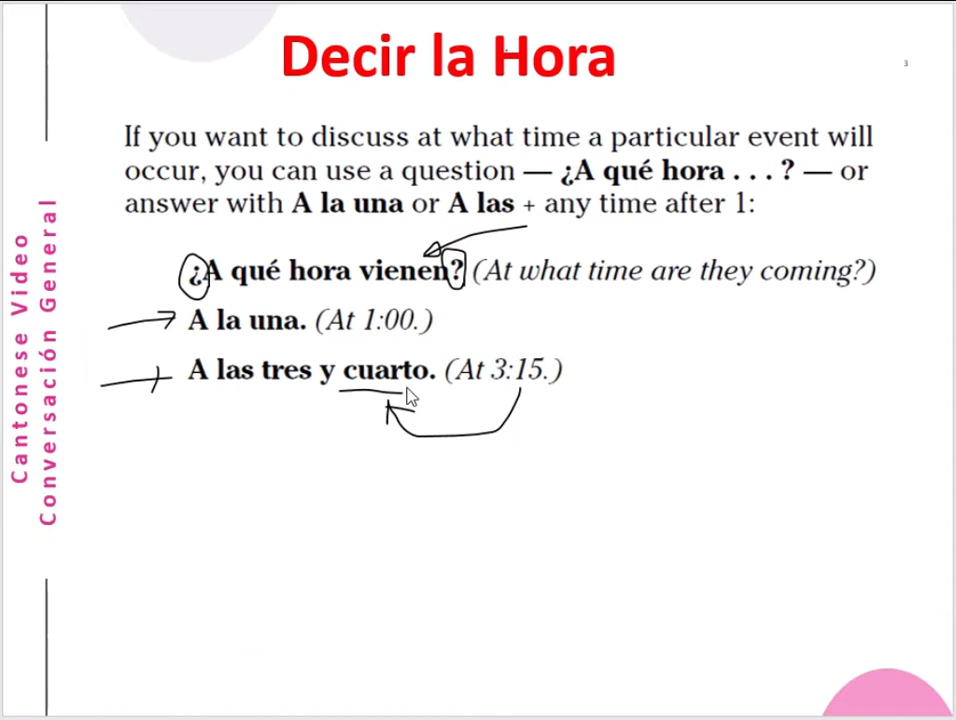 Decir la Hora
3
If you want to discuss at what time a particular event will
occur, you can use a question — ¿A qué hora . . . ? — or
answer with A la una or A las + any time after 1:
¿A qué hora vienen? (At what time are they coming?)
A la una. (At 1:00.)
A las tres y cuarto. (At 3:15.)
Cantonese Video
Conversación General